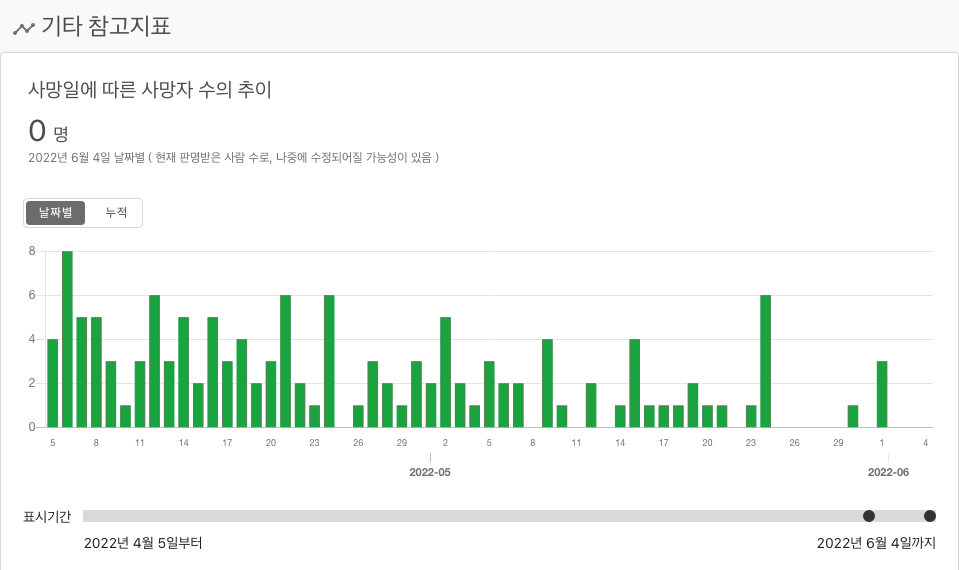 기타 참고지표
사망일에 따른 사망자 수의 추이
0 명
2022년 6월 4일 날짜별 ( 현재 판명받은 사람 수로, 나중에 수정되어질 가능성이 있음 )
날짜별 누적
8
6
4
2
0
5 8 11 14 17 20 23 26 29 2 5 8 11 14 17 20 23 26 29 1 4
2022-05 2022-06
표시기간
2022년 4월 5일부터 2022년 6월 4일까지